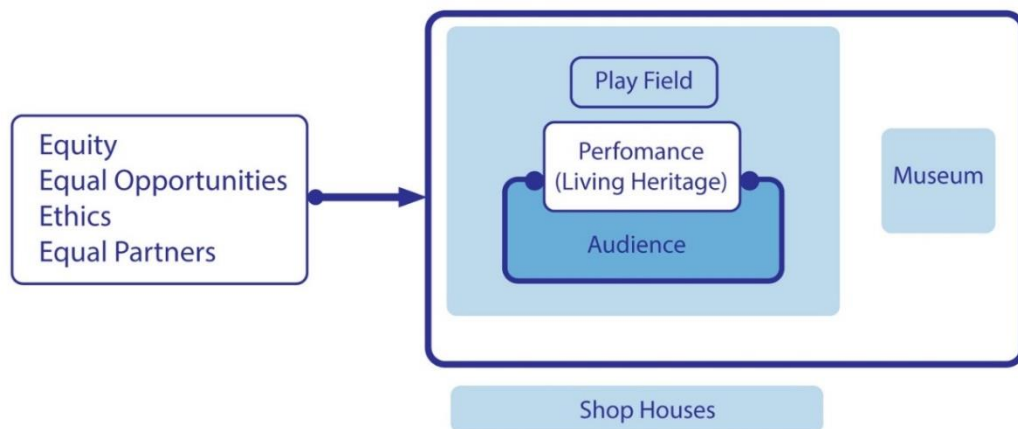 Equity
Equal Opportunities
Ethics
Equal Partners
Play Field
Perfomance
(Living Heritage)
Audience
Museum
Shop Houses